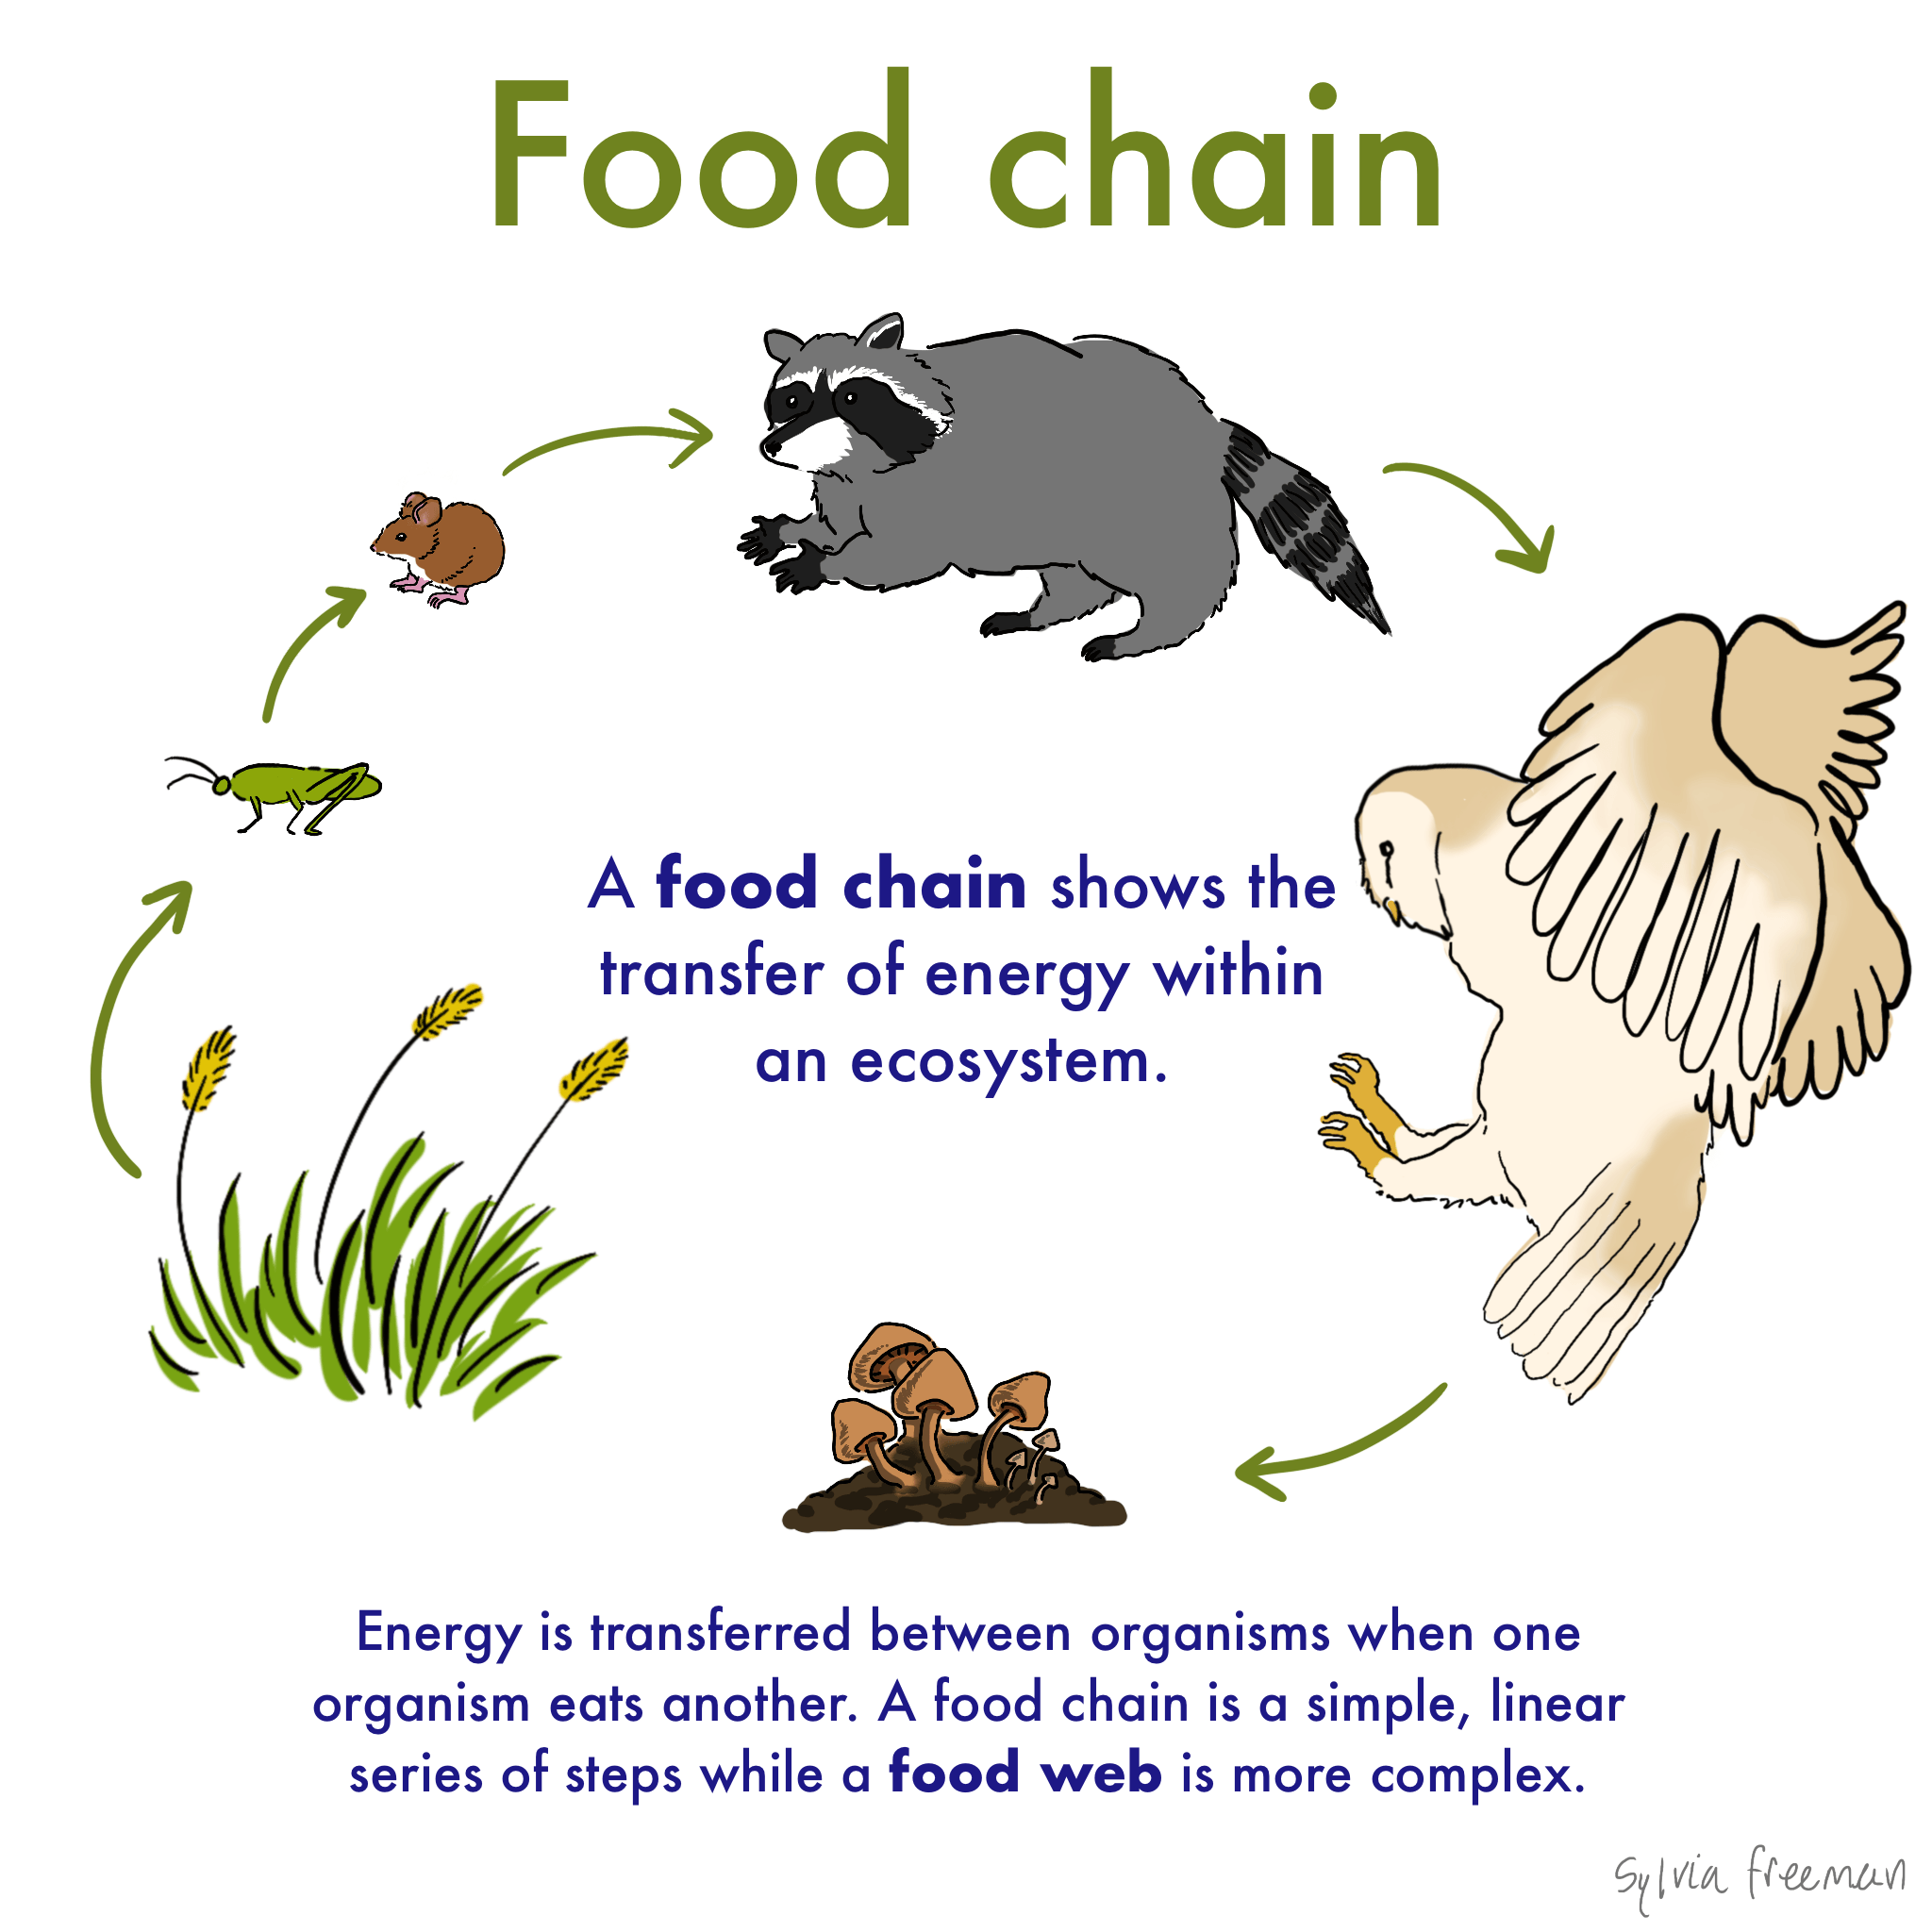 Food chain
A food chain shows the
transfer of energy within
an ecosystem.
Energy is transferred between organisms when one
organism eats another. A food chain is a simple, linear
series of steps while a food web is more complex.
sylvia freeman